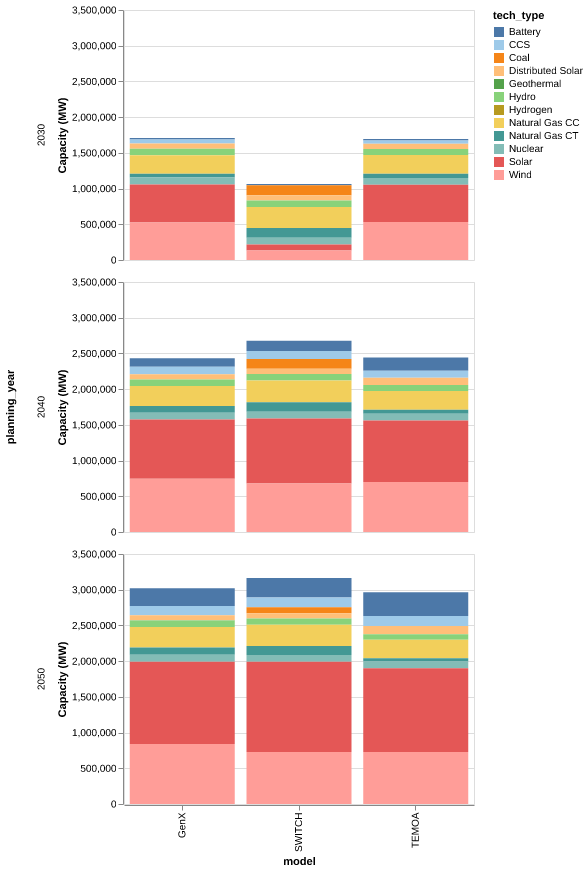 tech_type
Battery
CCS
Coal
Distributed Solar
Geothermal
Hydro
Hydrogen
Natural Gas CC
Natural Gas CT
Nuclear
Solar
Wind
planning_year
2030
Capacity (MW)
3,500,000
3,000,000
2,500,000
2,000,000
1,500,000
1,000,000
500,000
0
2040
Capacity (MW)
3,500,000
3,000,000
2,500,000
2,000,000
1,500,000
1,000,000
500,000
0
2050
Capacity (MW)
3,500,000
3,000,000
2,500,000
2,000,000
1,500,000
1,000,000
500,000
0
GenX
SWITCH
TEMOA
model